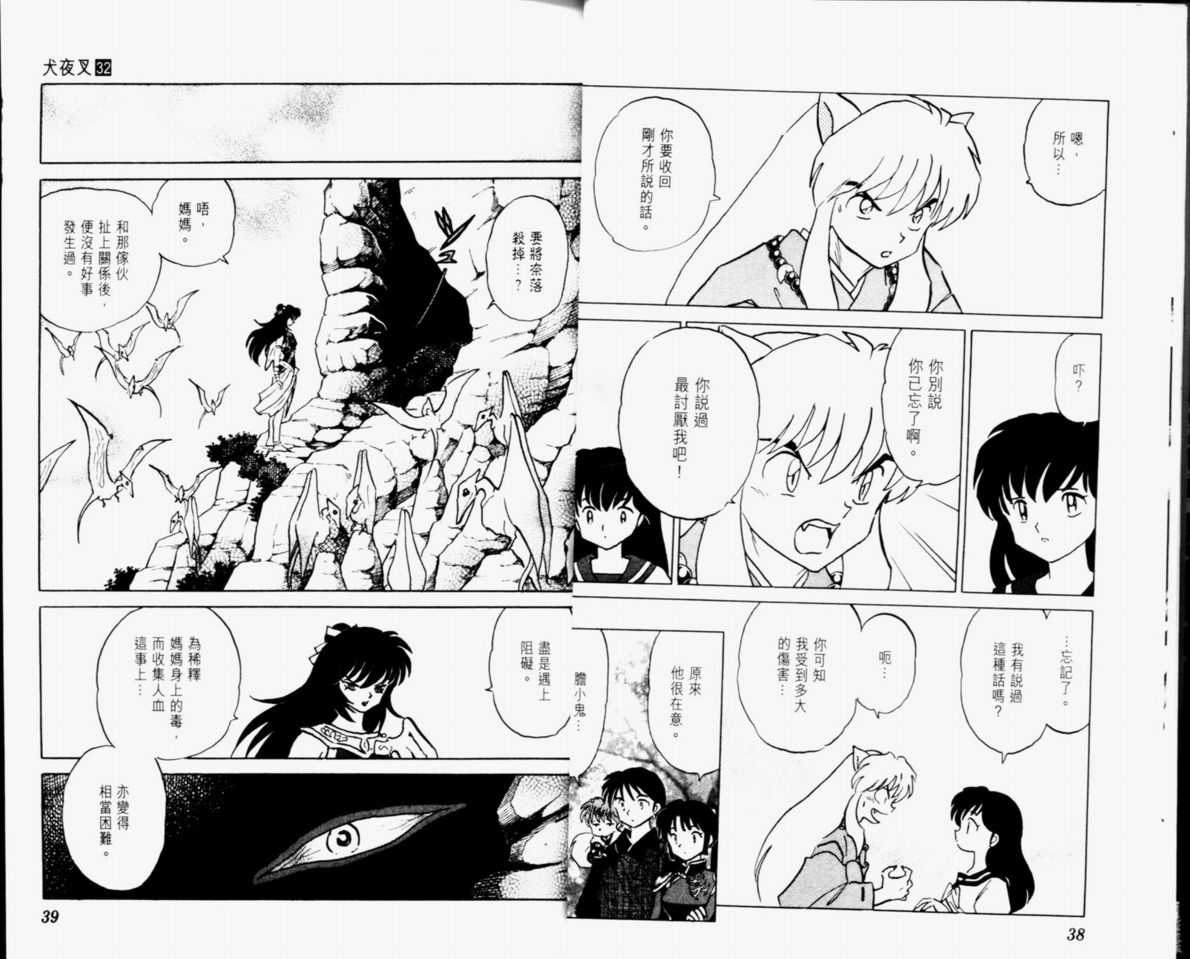 嗯，
所以…
你要收回
剛才所說的話。
吓？
你別說
你已忘了啊。
你說過
最討厭我吧！
…忘記了。
我有說過
這種話嗎？
呃…
你可知
我受到多大
的傷害…
原來
他很在意。
膽小鬼…
38
犬夜叉32
要將奈落
殺掉…？
唔，
媽媽。
和那傢伙
扯上關係後，
便沒有好事
發生過。
盡是遇上
阻礙。
為稀釋
媽媽身上的毒，
而收集人血
這事上…
亦變得
相當困難。
39